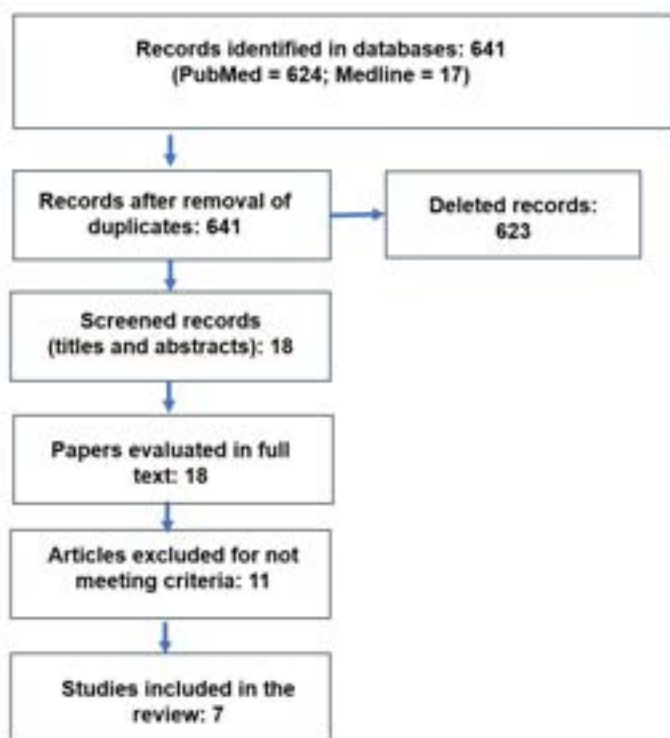 Records identified in databases: 641
(PubMed = 624; Medline = 17)
Records after removal of
duplicates: 641
Deleted records:
623
Screened records
(titles and abstracts): 18
Papers evaluated in full
text: 18
Articles excluded for not
meeting criteria: 11
Studies included in the
review: 7